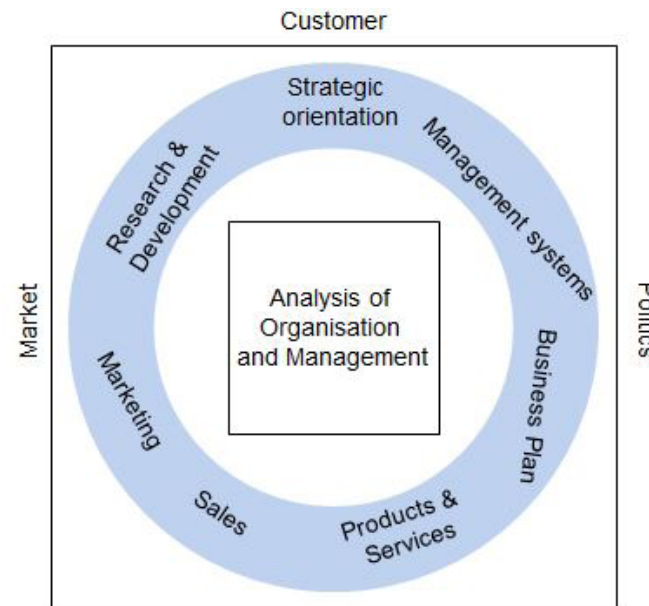 Customer
Strategic
orientation
Management systems
Research &
Development
Market
Analysis of
Organisation
and Management
Business Plan
Marketing
Sales
Products &
Services